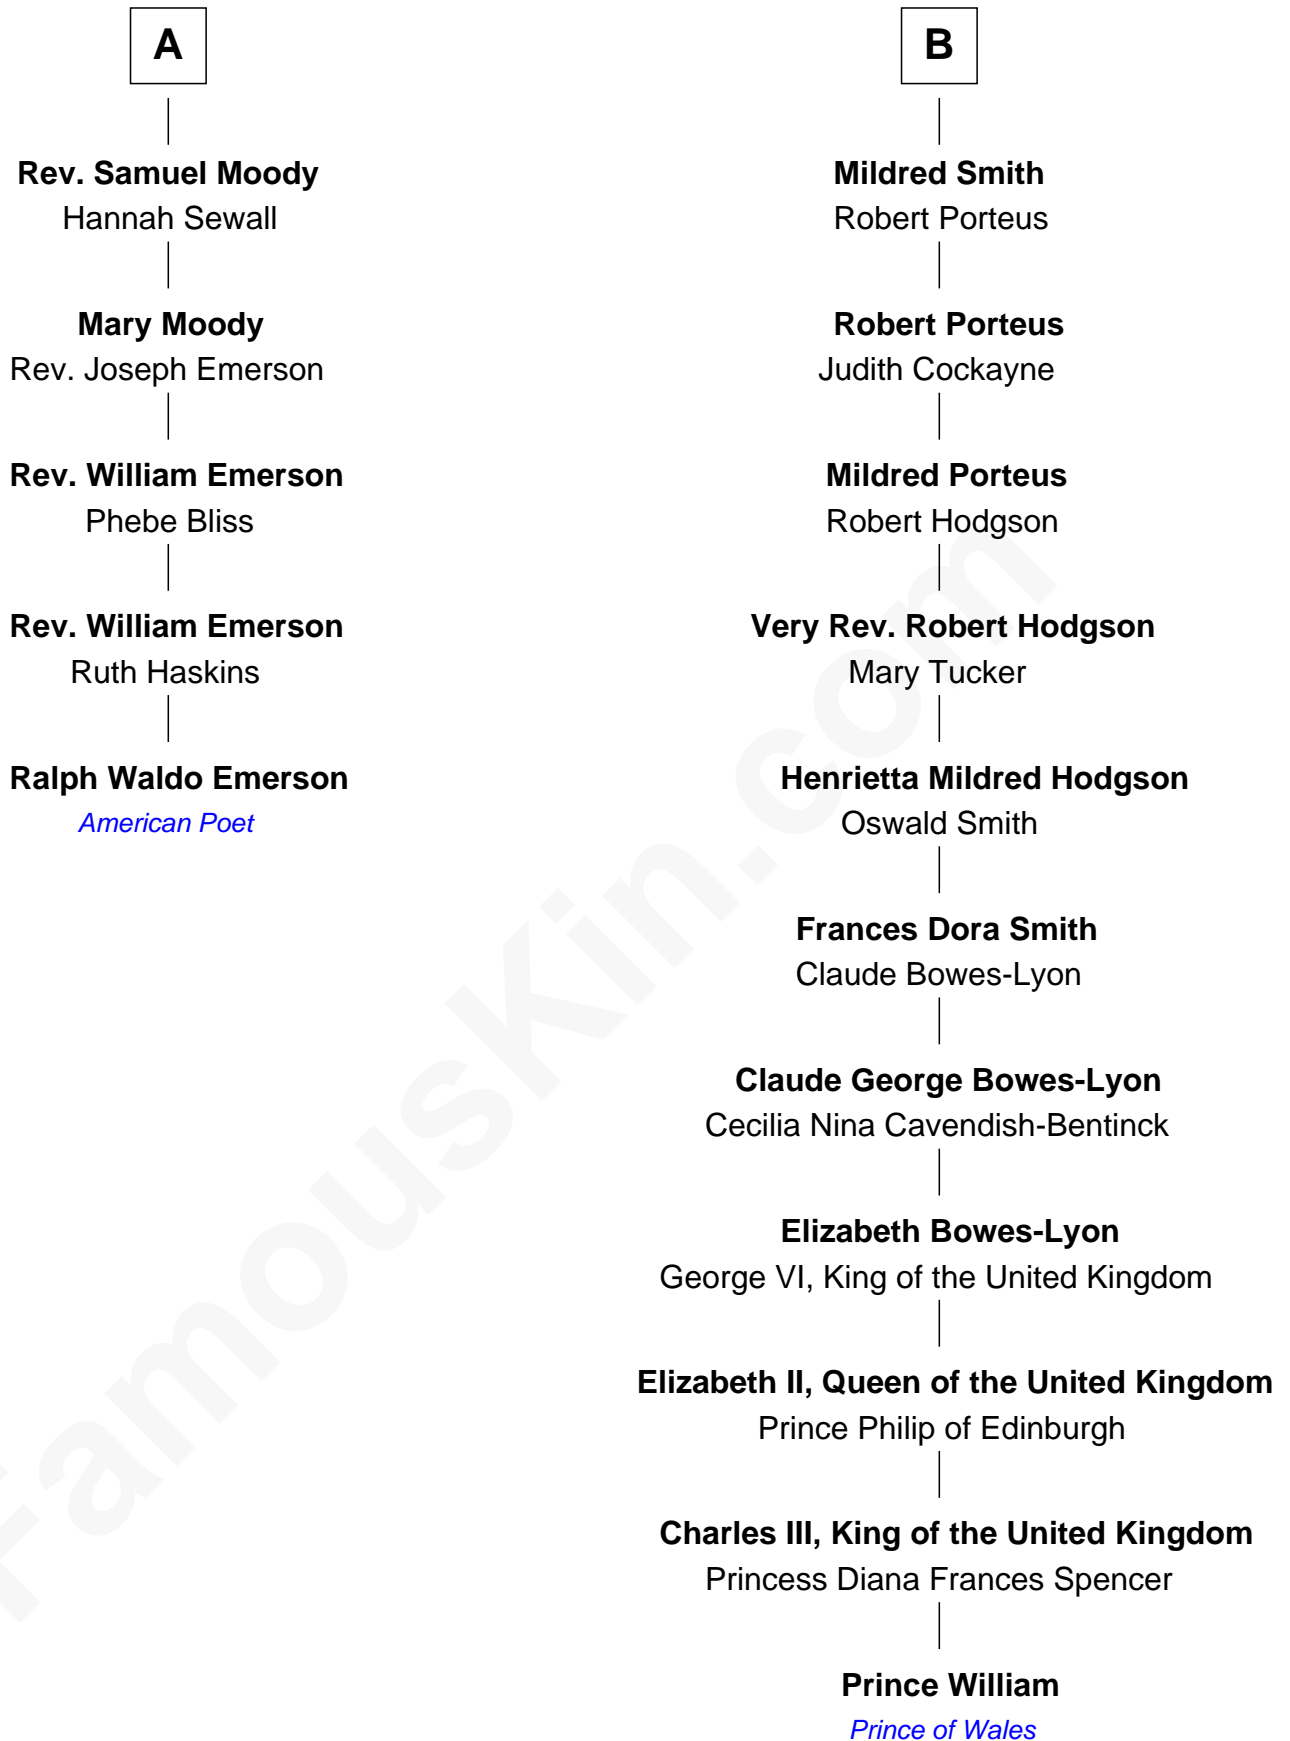 A
Rev. Samuel Moody
Hannah Sewall
Mary Moody
Rev. Joseph Emerson
Rev. William Emerson
Phebe Bliss
Rev. William Emerson
Ruth Haskins
Ralph Waldo Emerson
American Poet
B
Mildred Smith
Robert Porteus
Robert Porteus
Judith Cockayne
Mildred Porteus
Robert Hodgson
Very Rev. Robert Hodgson
Mary Tucker
Henrietta Mildred Hodgson
Oswald Smith
Frances Dora Smith
Claude Bowes-Lyon
Claude George Bowes-Lyon
Cecilia Nina Cavendish-Bentinck
Elizabeth Bowes-Lyon
George VI, King of the United Kingdom
Elizabeth II, Queen of the United Kingdom
Prince Philip of Edinburgh
Charles III, King of the United Kingdom
Princess Diana Frances Spencer
Prince William
Prince of Wales
FamousKin.com